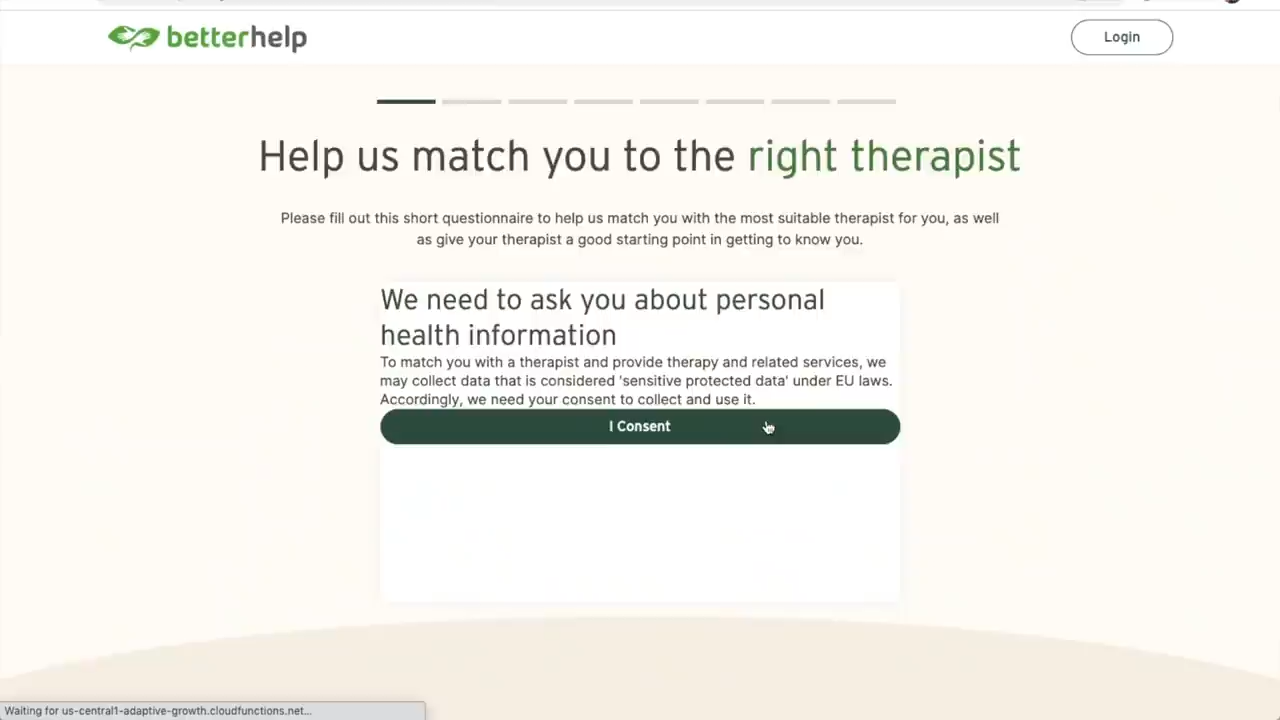 betterhelp
Login
Help us match you to the right therapist
Please fill out this short questionnaire to help us match you with the most suitable therapist for you, as well
as give your therapist a good starting point in getting to know you.
We need to ask you about personal
health information
To match you with a therapist and provide therapy and related services, we
may collect data that is considered 'sensitive protected data' under EU laws.
Accordingly, we need your consent to collect and use it.
I Consent
Waiting for us-central1-adaptive-growth.cloudfunctions.net...